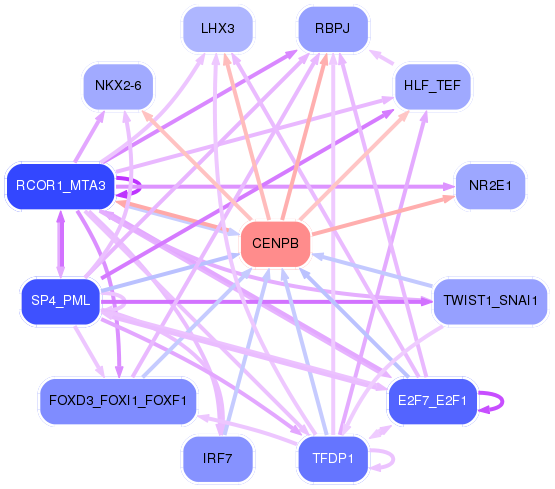 LHX3
RBPJ
NKX2-6
HLF_TEF
RCOR1_MTA3
NR2E1
CENPB
SP4_PML
TWIST1_SNAI1
FOXD3_FOXI1_FOXF1
E2F7_E2F1
IRF7
TFDP1